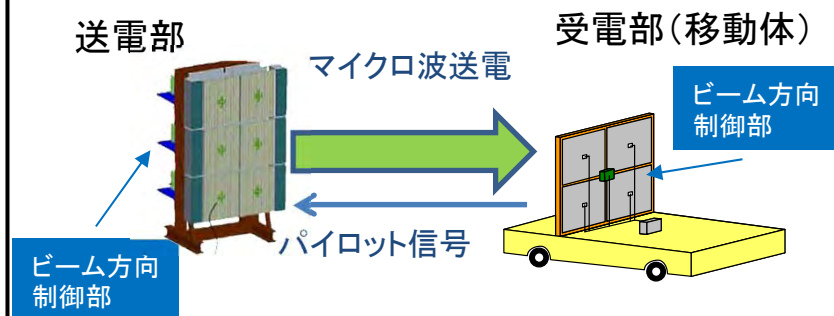 送電部
受電部(移動体)
マイクロ波送電
ビーム方向
制御部
パイロット信号
ビーム方向
制御部